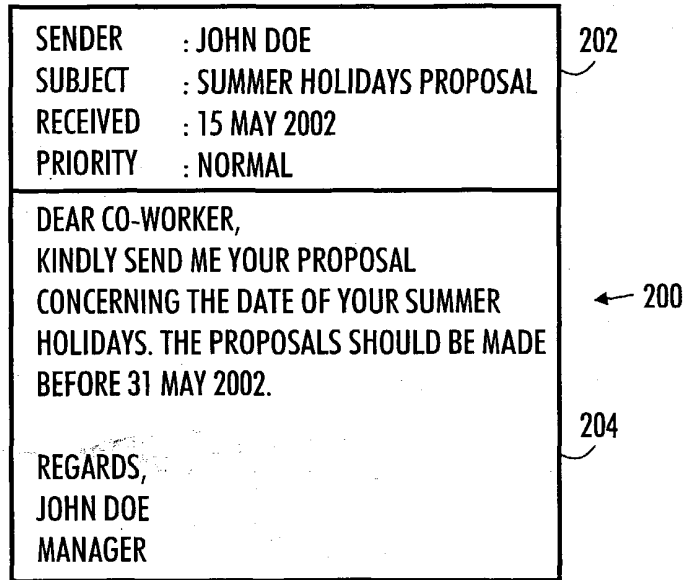 SENDER : JOHN DOE 202
SUBJECT : SUMMER HOLIDAYS PROPOSAL
RECEIVED : 15 MAY 2002
PRIORITY : NORMAL
DEAR CO-WORKER,
KINDLY SEND ME YOUR PROPOSAL
CONCERNING THE DATE OF YOUR SUMMER 200
HOLIDAYS. THE PROPOSALS SHOULD BE MADE
BEFORE 31 MAY 2002.
204
REGARDS,
JOHN DOE
MANAGER